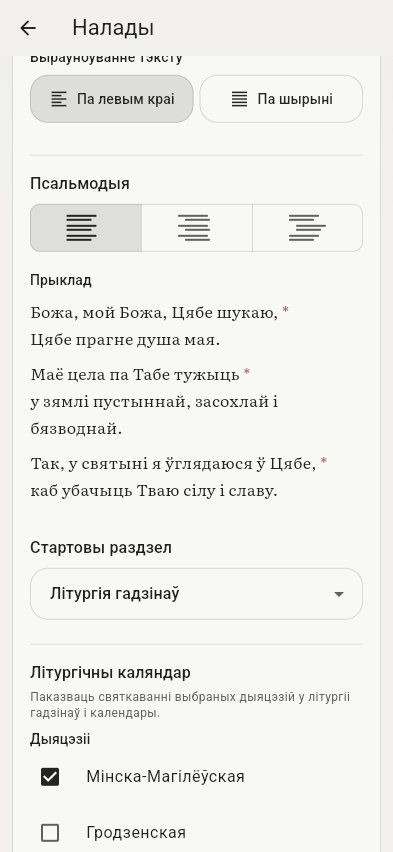 Налады
Выраўноўванне тэксту
Па левым краі
Па шырыні
Псальмодыя
Прыклад
Божа, мой Божа, Цябе шукаю, *
Цябе прагне душа мая.
Маё цела па Табе тужыць *
у зямлі пустыннай, засохлай і
бязводнай.
Так, у святыні я ўглядаюся ў Цябе, *
каб убачыць Тваю сілу і славу.
Стартовы раздзел
Літургія гадзінаў
Літургічны каляндар
Паказваць святкаванні выбраных дыяцэзій у літургіі
гадзінаў і календары.
Дыяцэзіі
Мінска-Магілёўская
Гродзенская